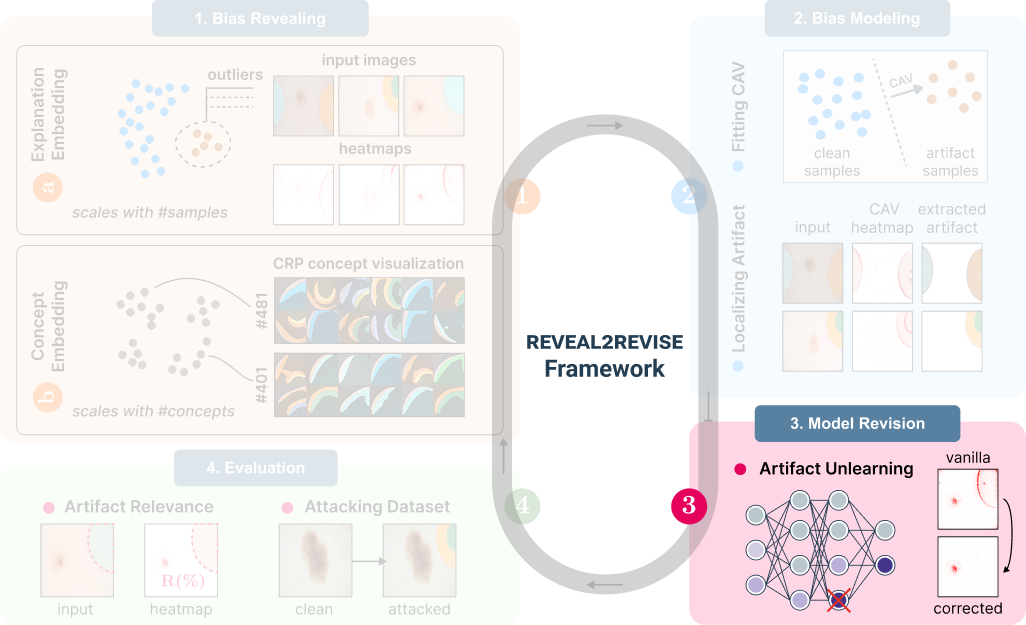 1. Bias Revealing
Explanation
Embedding
a
outliers
input images
heatmaps
scales with #samples
Concept
Embedding
b
CRP concept visualization
#481
#401
scales with #concepts
1
2. Bias Modeling
Fitting CAV
CAV
clean
samples
artifact
samples
2
Localizing Artifact
input
CAV
heatmap
extracted
artifact
REVEAL2REVISE
Framework
3. Model Revision
Artifact Unlearning
vanilla
corrected
3
4. Evaluation
Artifact Relevance
Attacking Dataset
R(%)
input
heatmap
clean
attacked
4